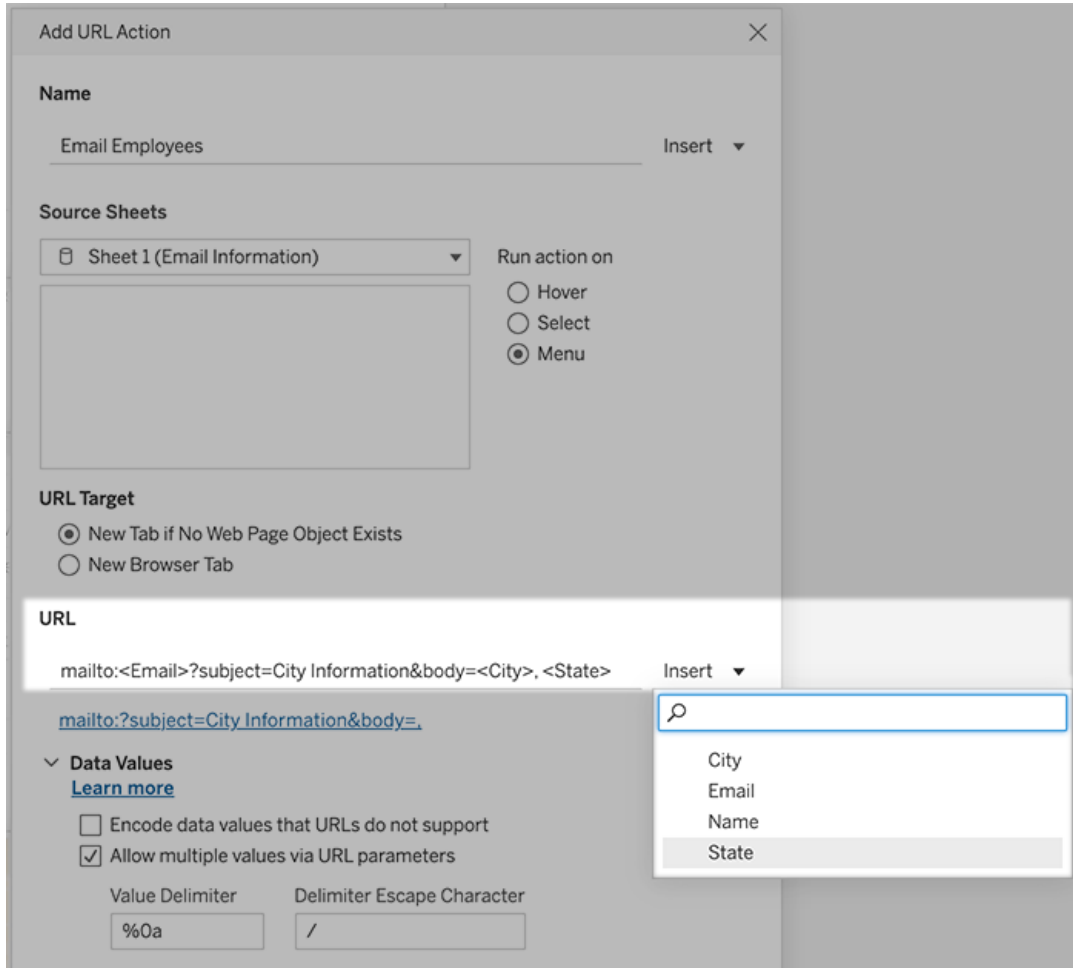 Add URL Action
Name
Email Employees Insert
Source Sheets
Sheet 1 (Email Information) Run action on
Hover
Select
Menu
URL Target
New Tab if No Web Page Object Exists
New Browser Tab
URL
mailto:<Email>?subject=City Information&body=<City>, <State> Insert
mailto:?subject=City Information&body=,
City
Email
Name
State
Data Values
Learn more
Encode data values that URLs do not support
Allow multiple values via URL parameters
Value Delimiter Delimiter Escape Character
%0a /